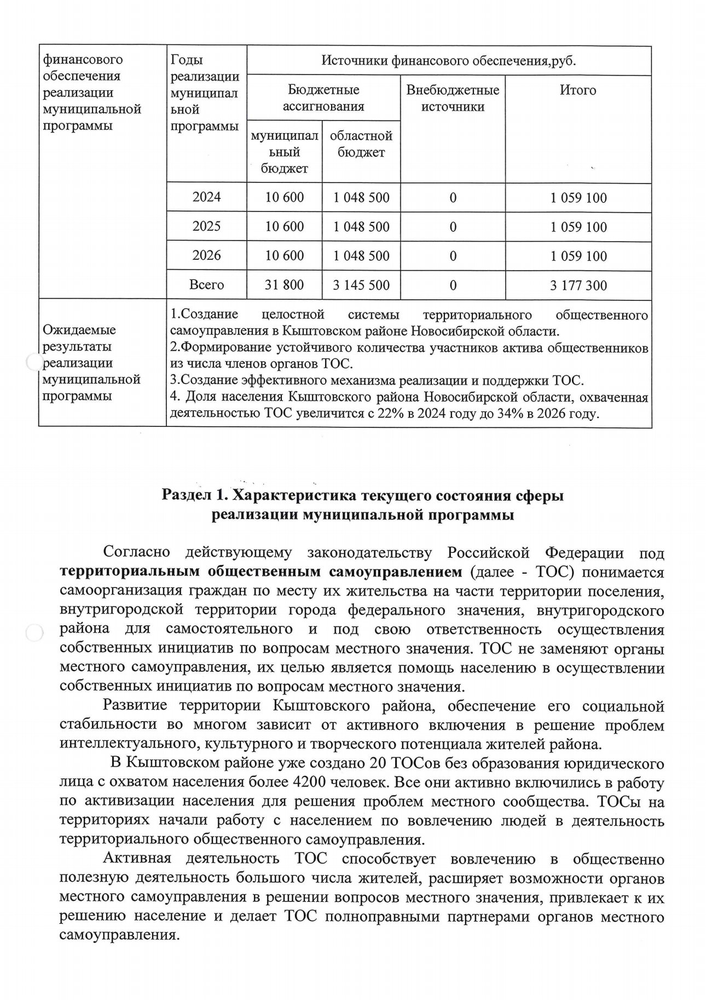 финансового
обеспечения
реализации
муниципальной
программы
Годы
реализации
муниципал
ьной
программы
Источники финансового обеспечения,руб.
Бюджетные
ассигнования
Внебюджетные
источники
Итого
муниципал
ьный
бюджет
областной
бюджет
2024 10 600 1 048 500 0 1 059 100
2025 10 600 1 048 500 0 1 059 100
2026 10 600 1 048 500 0 1 059 100
Всего 31 800 3 145 500 0 3 177 300
Ожидаемые
результаты
реализации
муниципальной
программы
1.Создание целостной системы территориального общественного
самоуправления в Кыштовском районе Новосибирской области.
2.Формирование устойчивого количества участников актива общественников
из числа членов органов ТОС.
3.Создание эффективного механизма реализации и поддержки ТОС.
4. Доля населения Кыштовского района Новосибирской области, охваченная
деятельностью ТОС увеличится с 22% в 2024 году до 34% в 2026 году.
Раздел 1. Характеристика текущего состояния сферы
реализации муниципальной программы
Согласно действующему законодательству Российской Федерации под
территориальным общественным самоуправлением (далее - ТОС) понимается
самоорганизация граждан по месту их жительства на части территории поселения,
внутригородской территории города федерального значения, внутригородского
района для самостоятельного и под свою ответственность осуществления
собственных инициатив по вопросам местного значения. ТОС не заменяют органы
местного самоуправления, их целью является помощь населению в осуществлении
собственных инициатив по вопросам местного значения.
Развитие территории Кыштовского района, обеспечение его социальной
стабильности во многом зависит от активного включения в решение проблем
интеллектуального, культурного и творческого потенциала жителей района.
В Кыштовском районе уже создано 20 ТОСов без образования юридического
лица с охватом населения более 4200 человек. Все они активно включились в работу
по активизации населения для решения проблем местного сообщества. ТОСы на
территориях начали работу с населением по вовлечению людей в деятельность
территориального общественного самоуправления.
Активная деятельность ТОС способствует вовлечению в общественно
полезную деятельность большого числа жителей, расширяет возможности органов
местного самоуправления в решении вопросов местного значения, привлекает к их
решению население и делает ТОС полноправными партнерами органов местного
самоуправления.